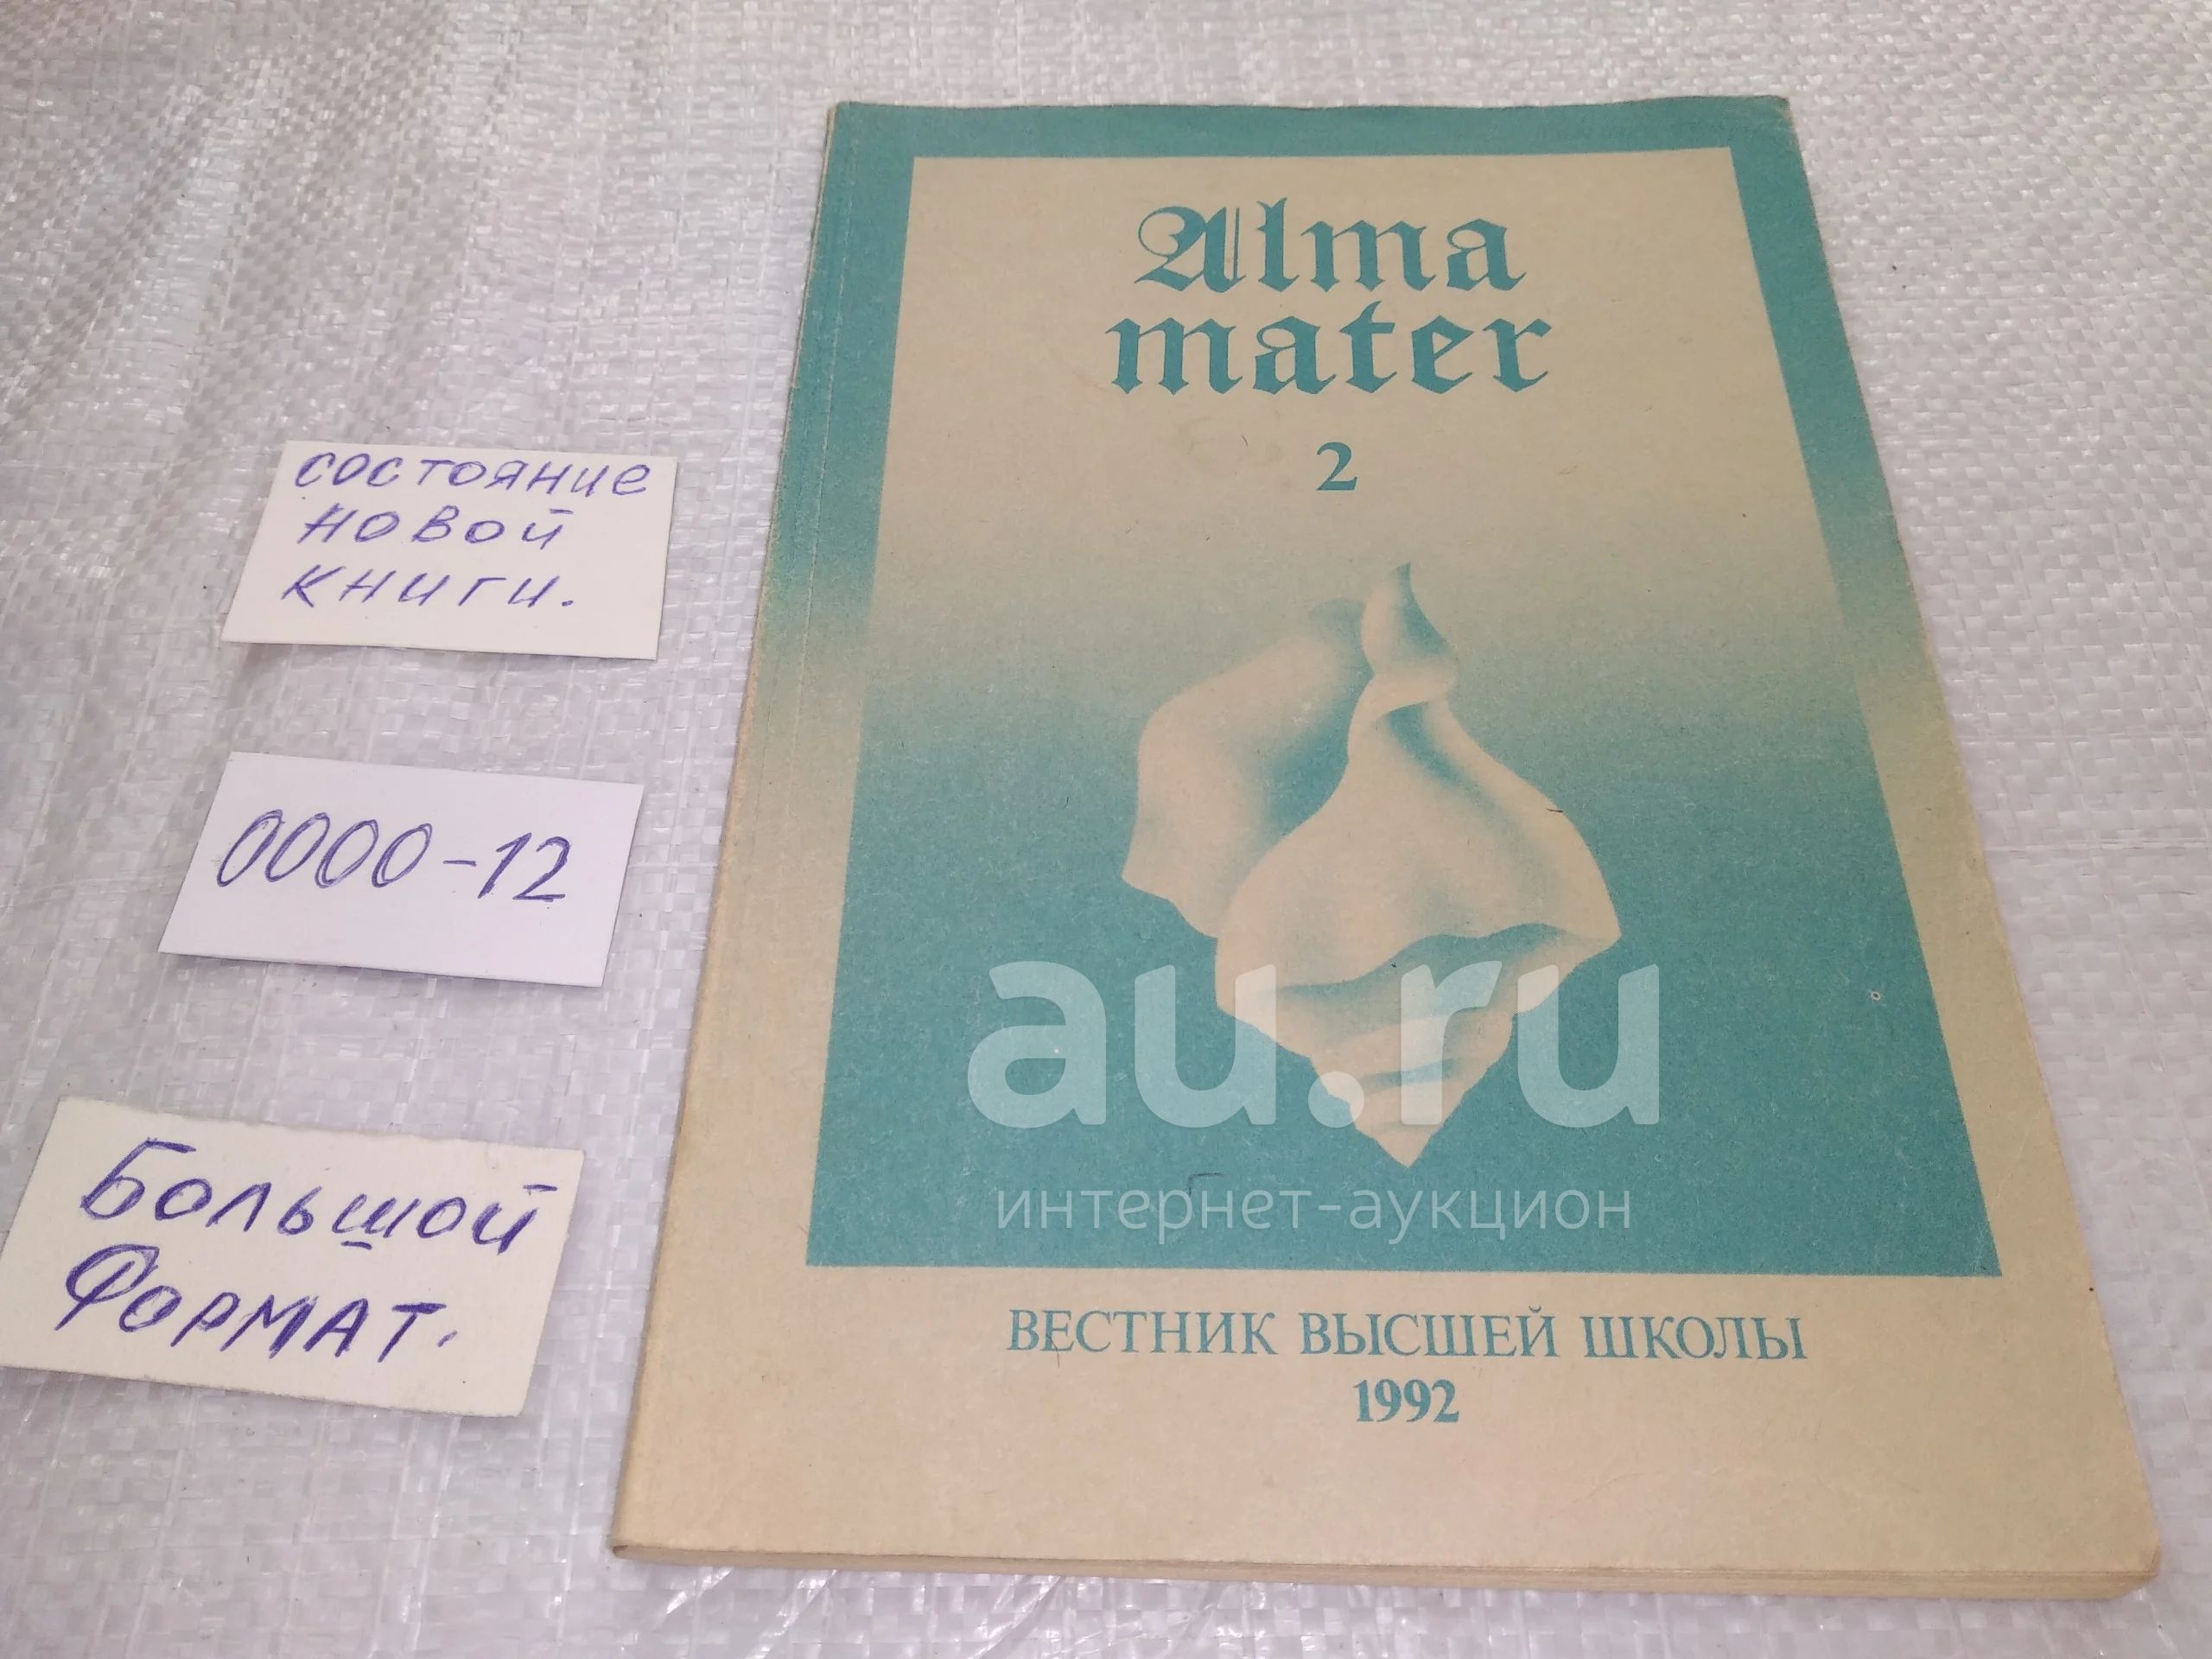 состояние
новой
книги.
0000-12
Большой
Формат.
Alma
mater
2
au.ru
интернет-аукцион
ВЕСТНИК ВЫСШЕЙ ШКОЛЫ
1992